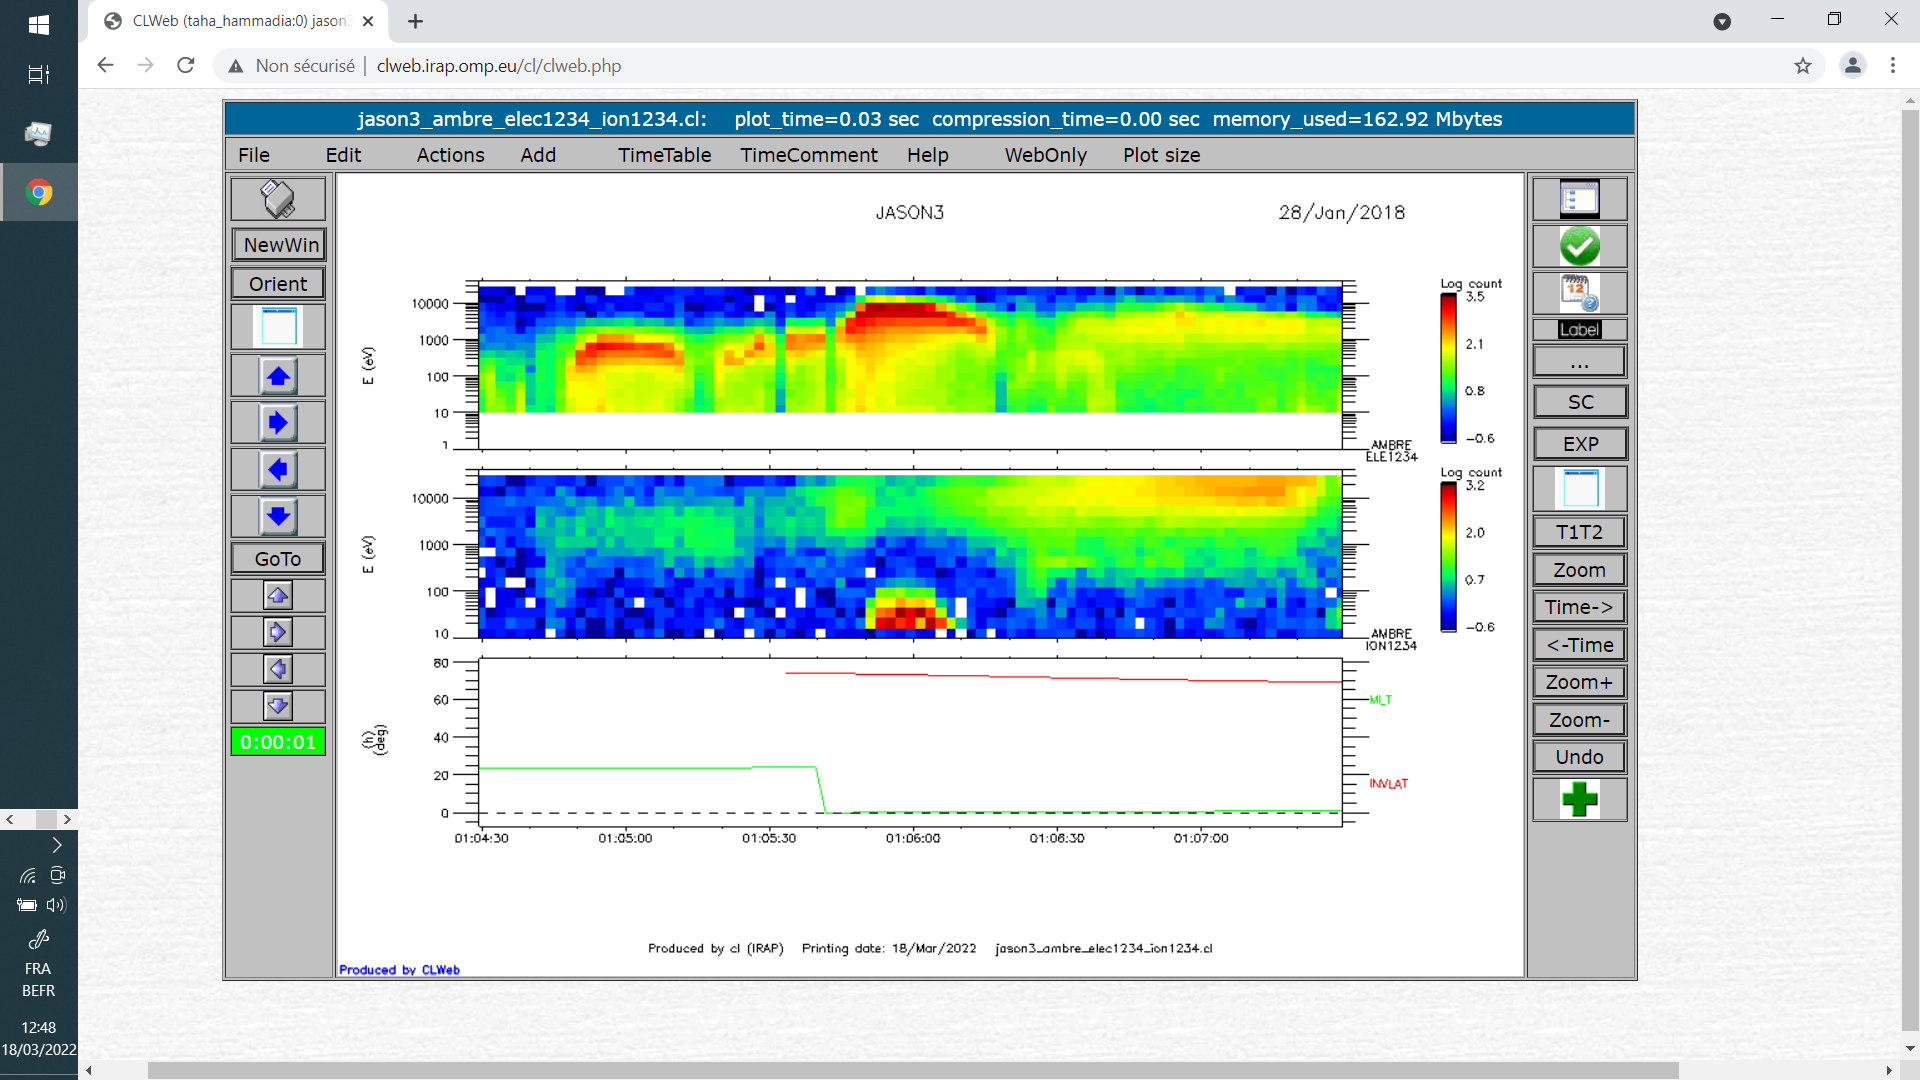 CLWeb (taha_hammadia:0) jason3
Non sécurisé | clweb.irap.omp.eu/cl/clweb.php
jason3_ambre_elec1234_ion1234.cl: plot_time=0.03 sec compression_time=0.00 sec memory_used=162.92 Mbytes
File Edit Actions Add TimeTable TimeComment Help WebOnly Plot size
NewWin
Orient
GoTo
0:00:01
JASON3 28/Jan/2018
Log count
3.5
2.1
0.8
-0.6
E (eV)
10000
1000
100
10
1
AMBRE
ELE1234
Log count
3.2
2.0
0.7
-0.6
E (eV)
10000
1000
100
10
AMBRE
ION1234
80
60
40
20
0
(h)
(deg)
MLT
INVLAT
01:04:30 01:05:00 01:05:30 01:06:00 01:06:30 01:07:00
Produced by cl (IRAP) Printing date: 18/Mar/2022 jason3_ambre_elec1234_ion1234.cl
Produced by CLWeb
12
Label
...
SC
EXP
T1T2
Zoom
Time->
<-Time
Zoom+
Zoom-
Undo
FRA
BEFR
12:48
18/03/2022